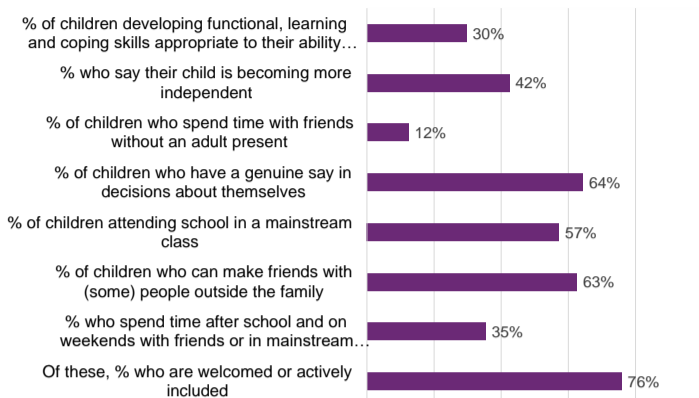 % of children developing functional, learning
and coping skills appropriate to their ability…
30%
% who say their child is becoming more
independent
42%
% of children who spend time with friends
without an adult present
12%
% of children who have a genuine say in
decisions about themselves
64%
% of children attending school in a mainstream
class
57%
% of children who can make friends with
(some) people outside the family
63%
% who spend time after school and on
weekends with friends or in mainstream…
35%
Of these, % who are welcomed or actively
included
76%